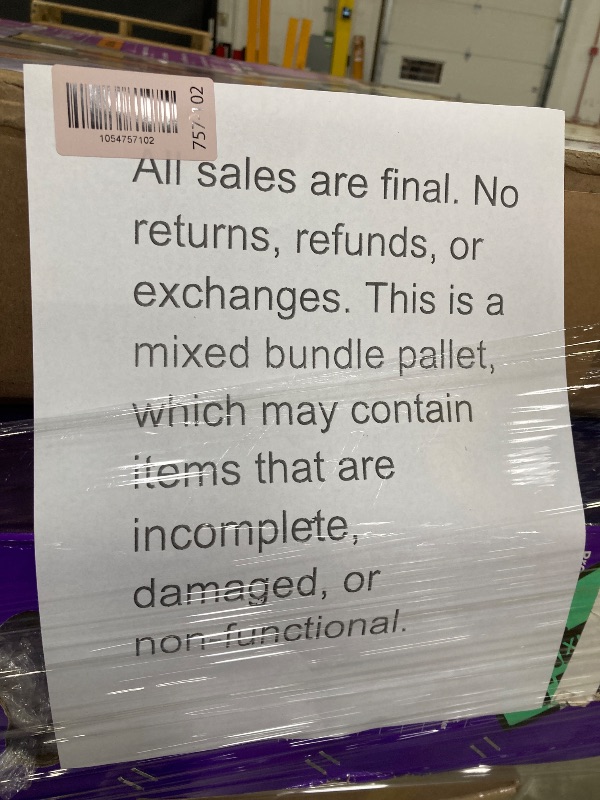 1054757102
757102
All sales are final. No
returns, refunds, or
exchanges. This is a
mixed bundle pallet,
which may contain
items that are
incomplete,
damaged, or
non-functional.